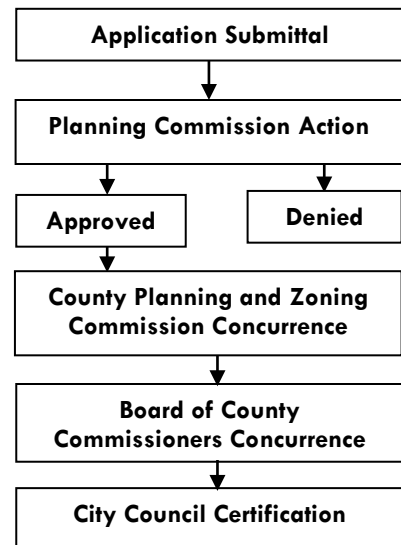 Application Submittal
Planning Commission Action
Approved
Denied
County Planning and Zoning
Commission Concurrence
Board of County
Commissioners Concurrence
City Council Certification